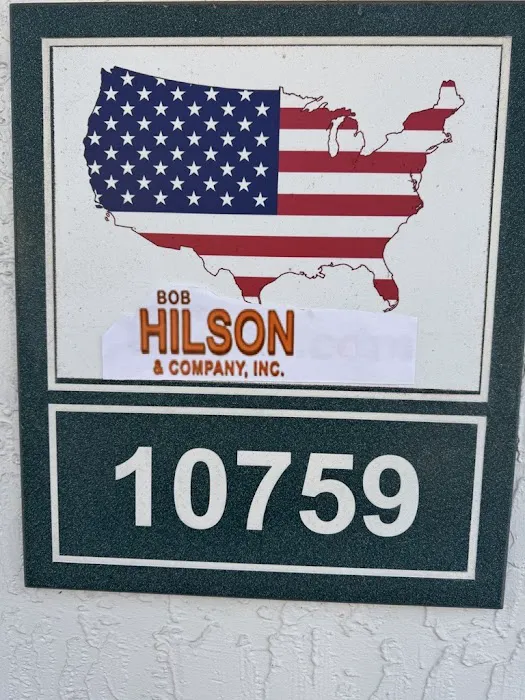 BOB
HILSON
& COMPANY, INC.
10759